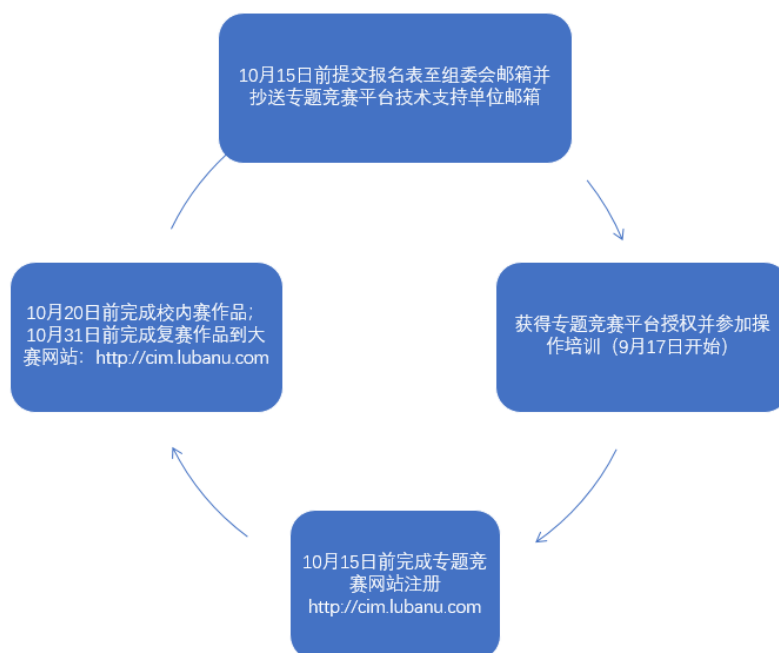 10月15日前提交报名表至组委会邮箱并
抄送专题竞赛平台技术支持单位邮箱
获得专题竞赛平台授权并参加操
作培训（9月17日开始）
10月15日前完成专题竞
赛网站注册
http://cim.lubanu.com
10月20日前完成校内赛作品；
10月31日前完成复赛作品到大
赛网站：http://cim.lubanu.com